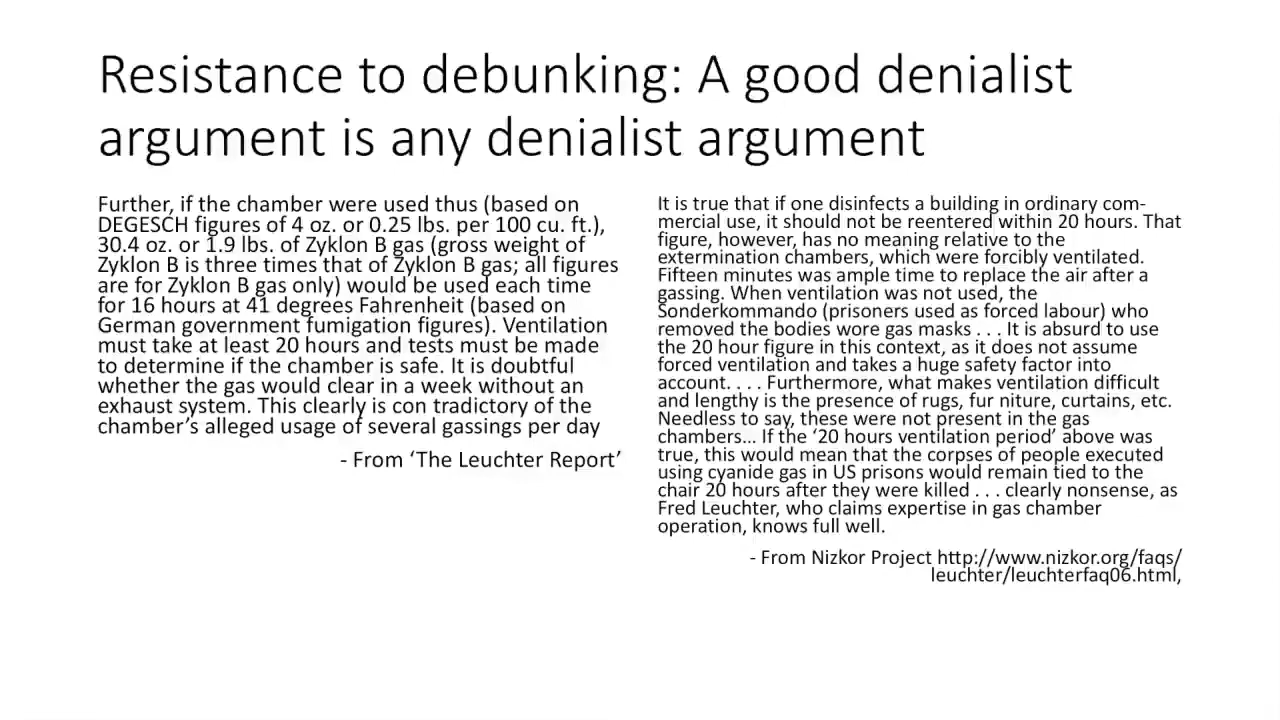 Resistance to debunking: A good denialist
argument is any denialist argument
Further, if the chamber were used thus (based on
DEGESCH figures of 4 oz. or 0.25 lbs. per 100 cu. ft.),
30.4 oz. or 1.9 lbs. of Zyklon B gas (gross weight of
Zyklon B is three times that of Zyklon B gas; all figures
are for Zyklon B gas only) would be used each time
for 16 hours at 41 degrees Fahrenheit (based on
German government fumigation figures). Ventilation
must take at least 20 hours and tests must be made
to determine if the chamber is safe. It is doubtful
whether the gas would clear in a week without an
exhaust system. This clearly is con tradictory of the
chamber's alleged usage of several gassings per day
- From ‘The Leuchter Report’
It is true that if one disinfects a building in ordinary com-
mercial use, it should not be reentered within 20 hours. That
figure, however, has no meaning relative to the
extermination chambers, which were forcibly ventilated.
Fifteen minutes was ample time to replace the air after a
gassing. When ventilation was not used, the
Sonderkommando (prisoners used as forced labour) who
removed the bodies wore gas masks . . . It is absurd to use
the 20 hour figure in this context, as it does not assume
forced ventilation and takes a huge safety factor into
account. . . . Furthermore, what makes ventilation difficult
and lengthy is the presence of rugs, fur niture, curtains, etc.
Needless to say, these were not present in the gas
chambers... If the ‘20 hours ventilation period’ above was
true, this would mean that the corpses of people executed
using cyanide gas in US prisons would remain tied to the
chair 20 hours after they were killed . . . clearly nonsense, as
Fred Leuchter, who claims expertise in gas chamber
operation, knows full well.
- From Nizkor Project http://www.nizkor.org/faqs/
leuchter/leuchterfaq06.html,